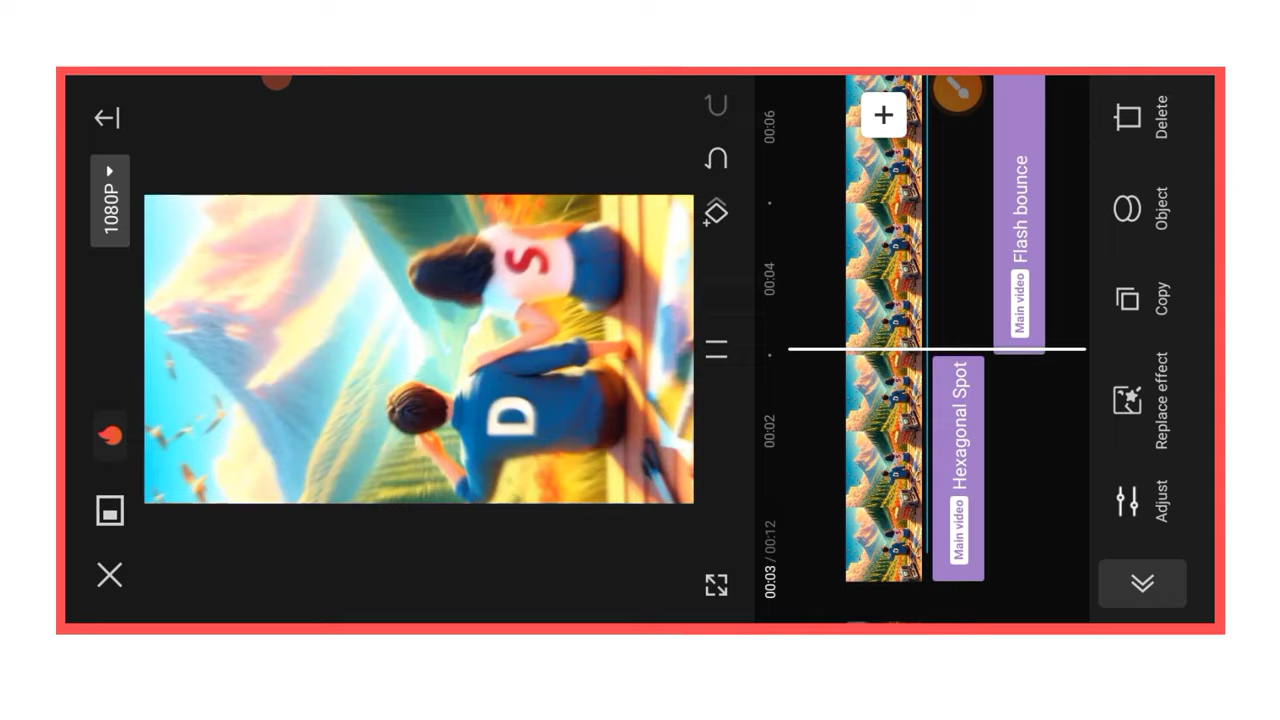 1080P
S
D
00:03 / 00:12
00:02
00:04
00:06
Main video Hexagonal Spot
Main video Flash bounce
Adjust
Replace effect
Copy
Object
Delete